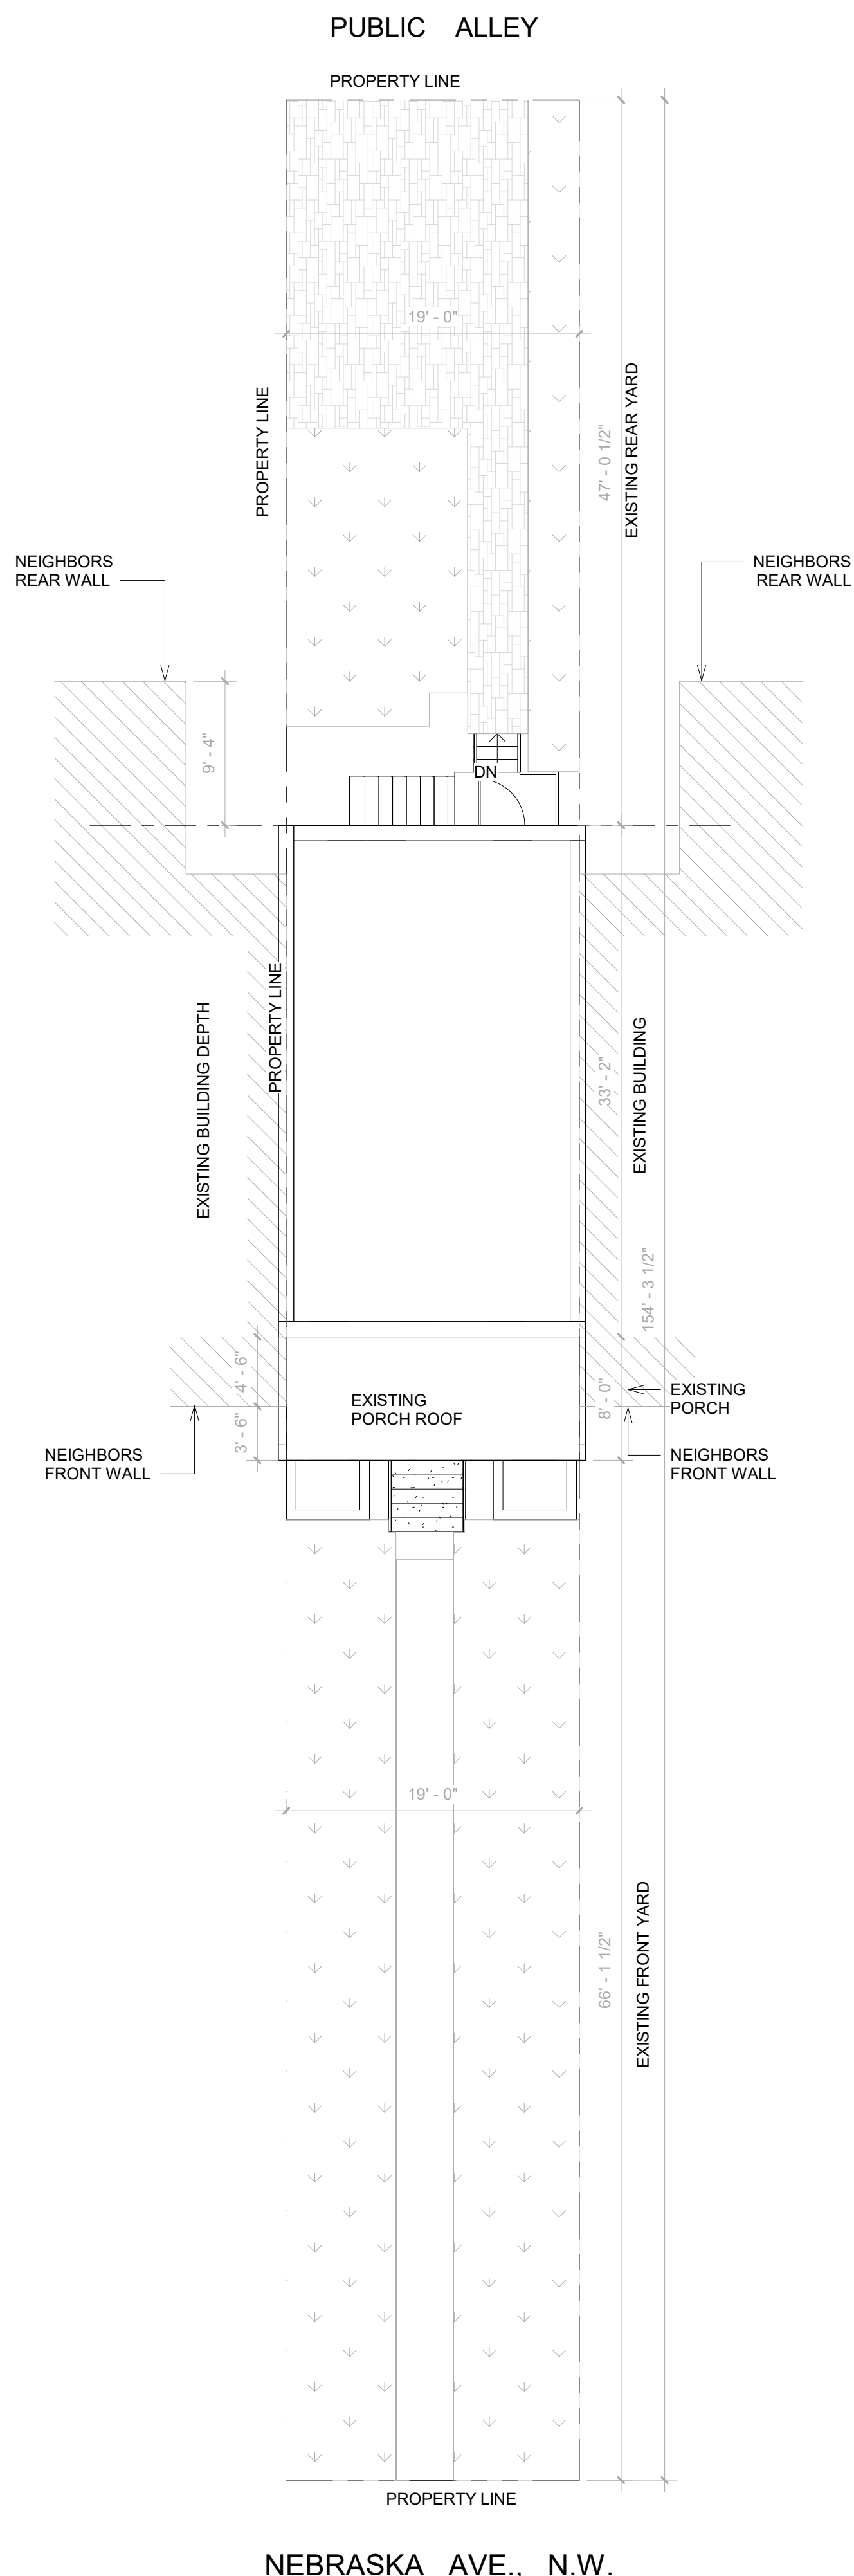 PUBLIC ALLEY
PROPERTY LINE
19' - 0"
PROPERTY LINE
47' - 0 1/2"
EXISTING REAR YARD
NEIGHBORS
REAR WALL
NEIGHBORS
REAR WALL
9' - 4"
DN
PROPERTY LINE
EXISTING BUILDING DEPTH
33' - 2"
EXISTING BUILDING
154' - 3 1/2"
4' - 6"
3' - 6"
EXISTING
PORCH ROOF
8' - 0"
EXISTING
PORCH
NEIGHBORS
FRONT WALL
NEIGHBORS
FRONT WALL
19' - 0"
66' - 1 1/2"
EXISTING FRONT YARD
PROPERTY LINE
NEBRASKA AVE., N.W.